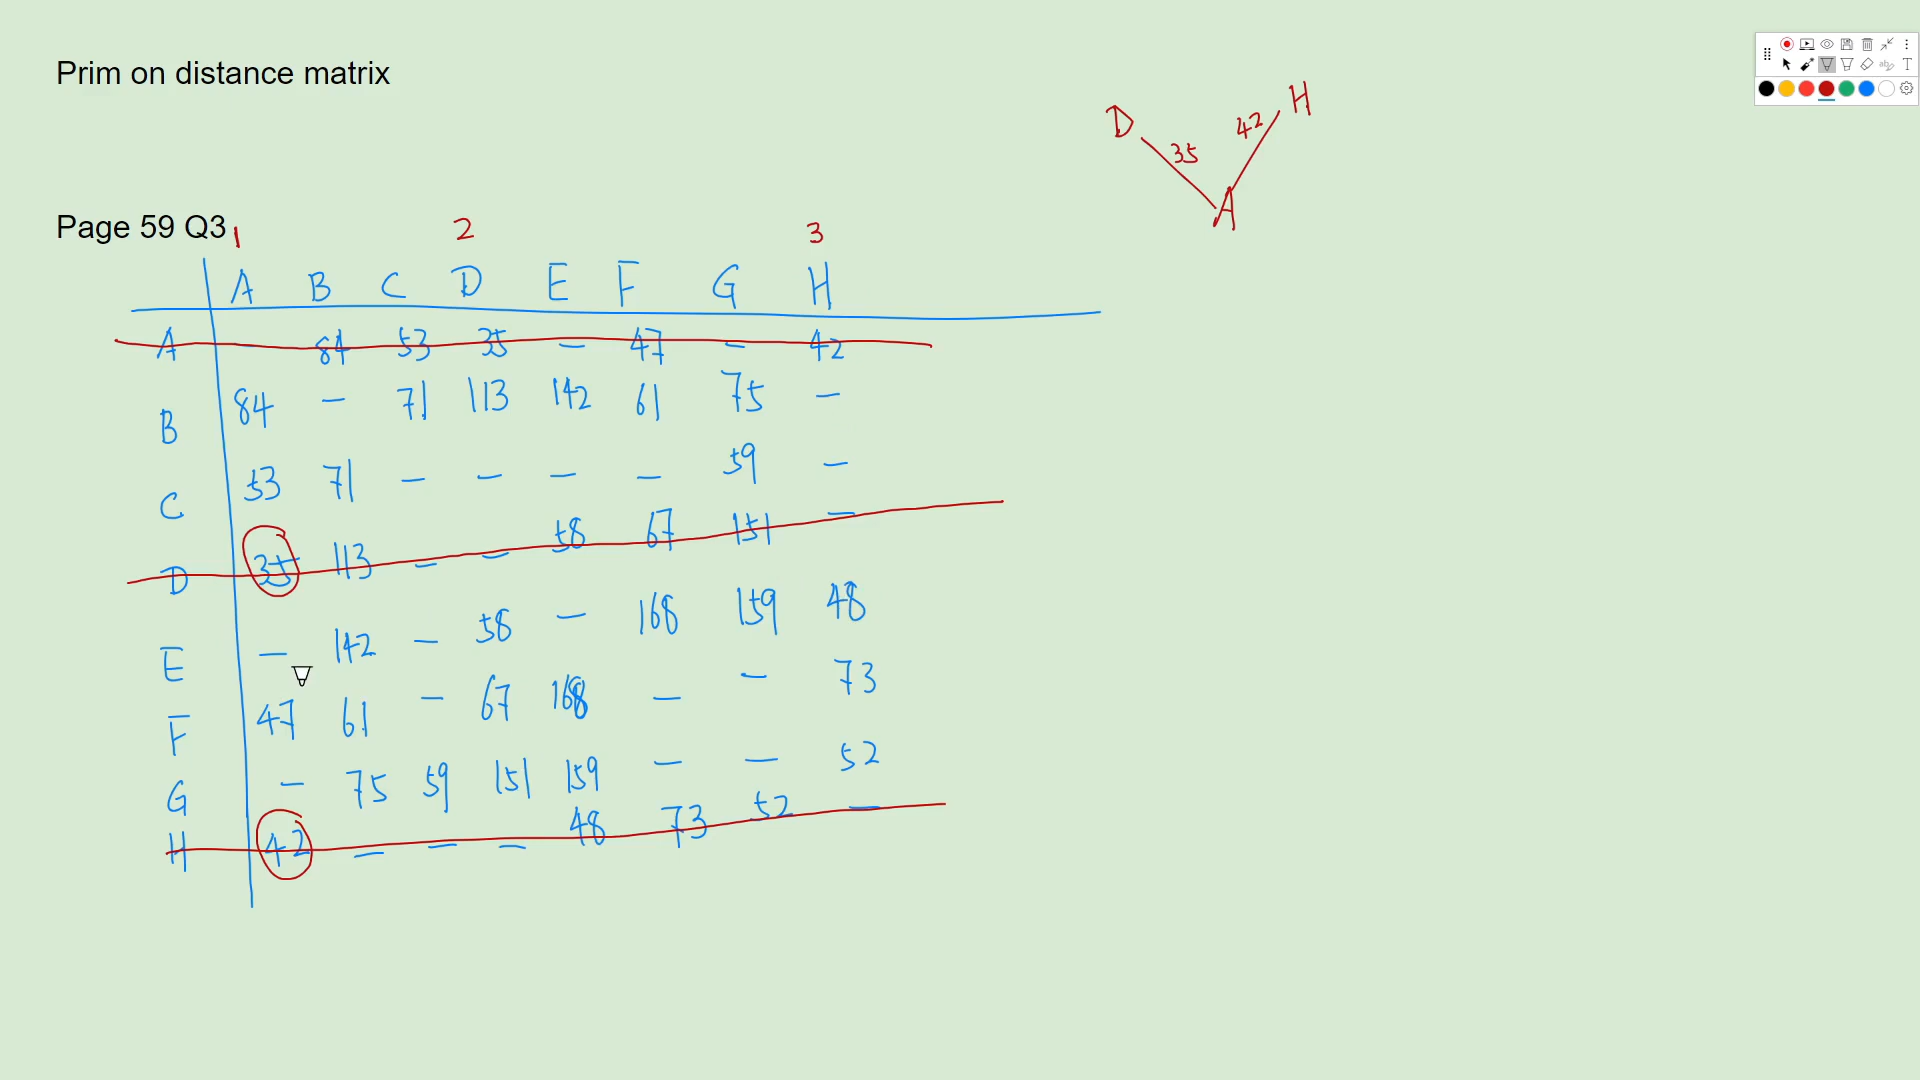 Prim on distance matrix
D 35 42 H
A
Page 59 Q3
1 2 3
A B C D E F G H
A - 84 53 35 - 47 - 42
B 84 - 71 113 142 61 75 -
C 53 71 - - - - 59 -
D 35 113 - - 58 67 151 -
E - 142 - 58 - 168 159 48
F 47 61 - 67 168 - - 73
G - 75 59 151 159 - - 52
H 42 - - - 48 73 52 -